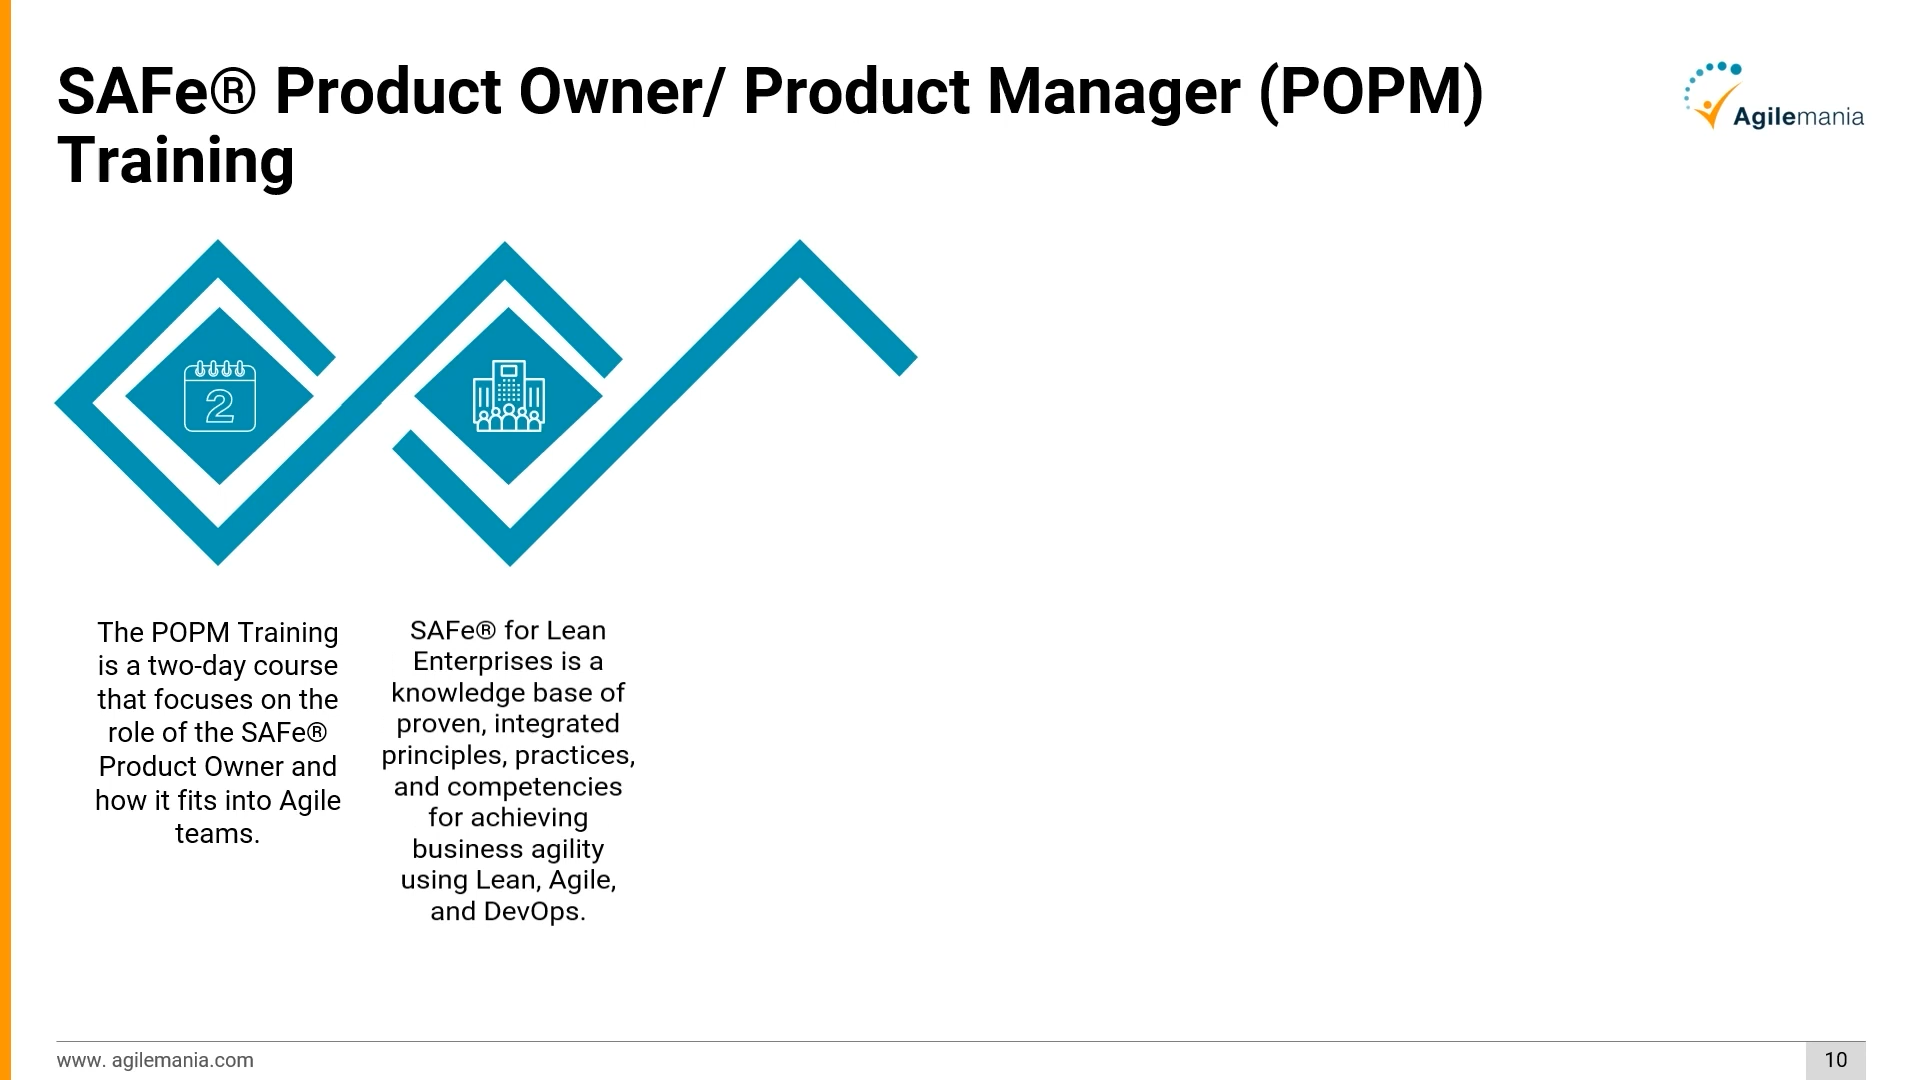 SAFe® Product Owner/ Product Manager (POPM)
Training
Agilemania
2
The POPM Training
is a two-day course
that focuses on the
role of the SAFe®
Product Owner and
how it fits into Agile
teams.
SAFe® for Lean
Enterprises is a
knowledge base of
proven, integrated
principles, practices,
and competencies
for achieving
business agility
using Lean, Agile,
and DevOps.
www. agilemania.com
10